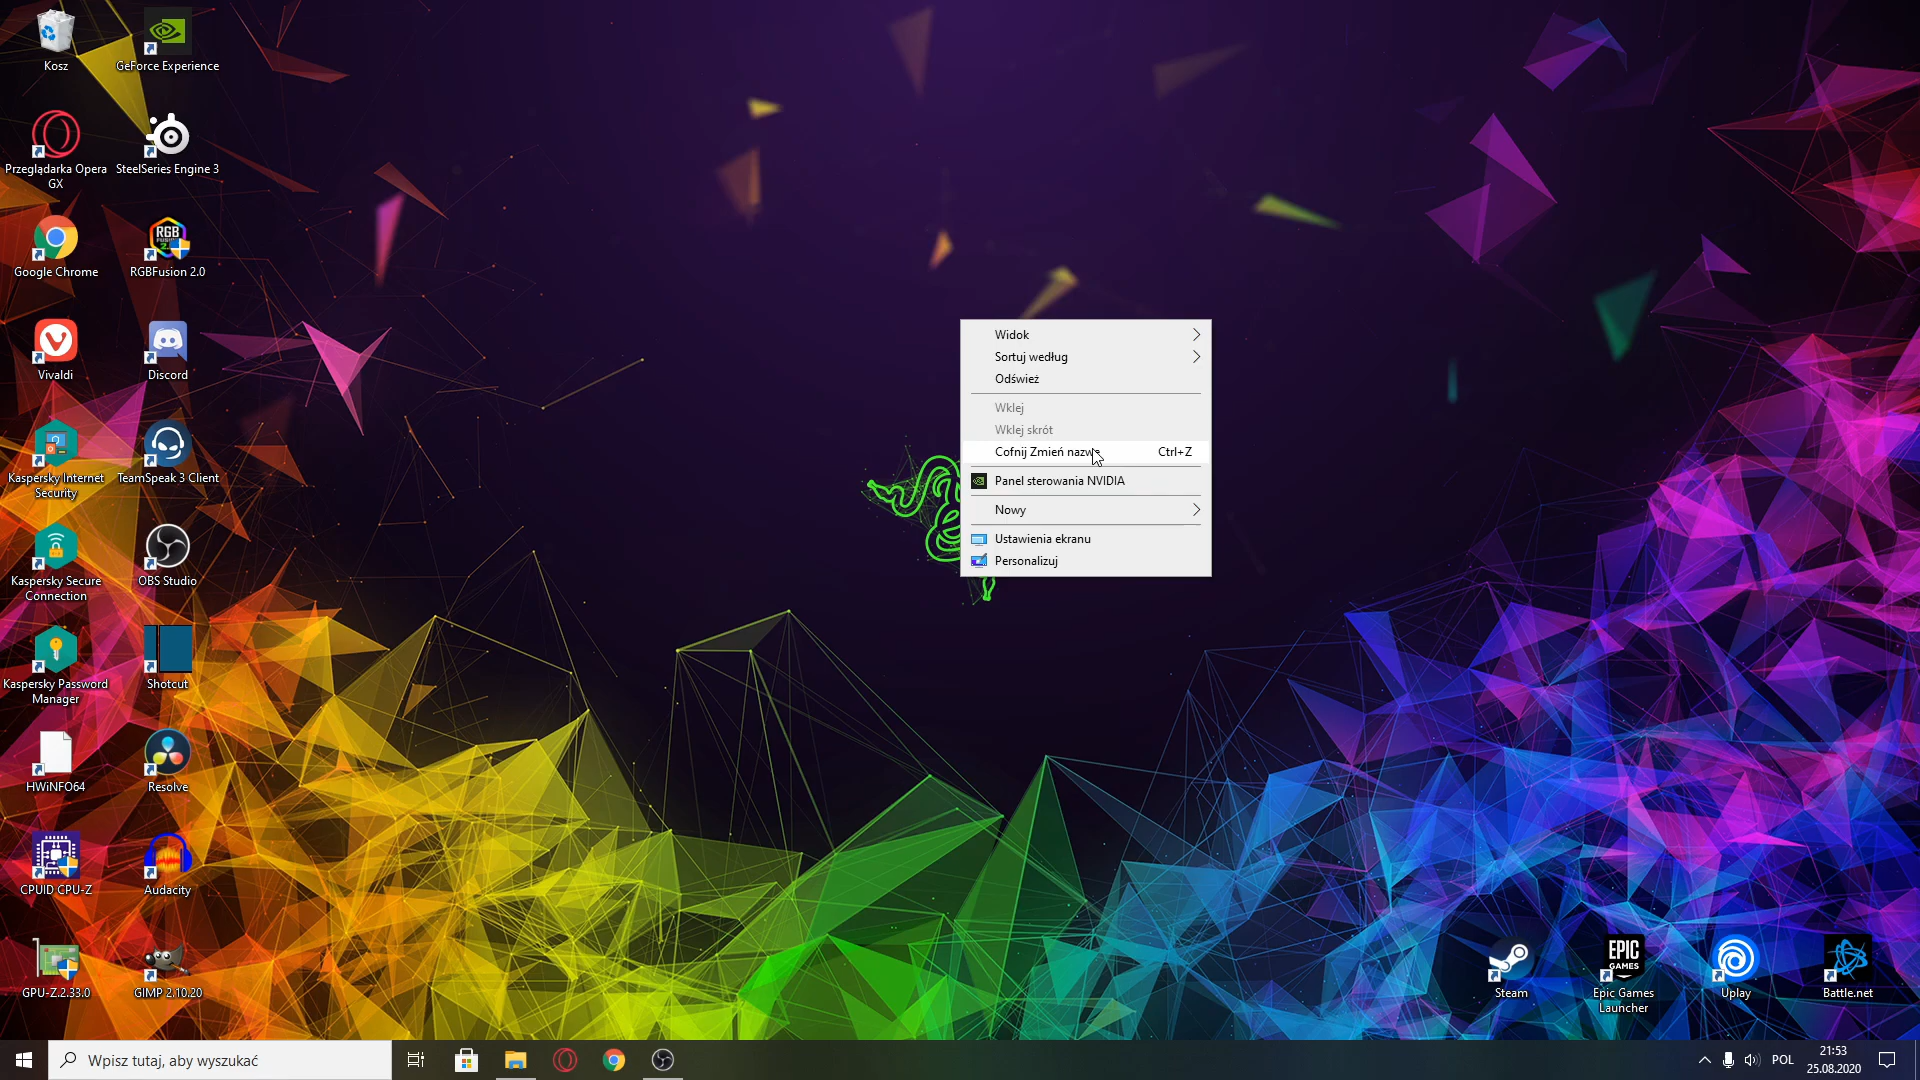 Kosz
GeForce Experience
Przeglądarka Opera
GX
SteelSeries Engine 3
Google Chrome
RGB
FUSION
2.0
RGBFusion 2.0
Vivaldi
Discord
Kaspersky Internet
Security
TeamSpeak 3 Client
Kaspersky Secure
Connection
OBS Studio
Kaspersky Password
Manager
Shotcut
HWiNFO64
Resolve
CPUID CPU-Z
Audacity
GPU-Z.2.33.0
GIMP 2.10.20
Widok
Sortuj według
Odśwież
Wklej
Wklej skrót
Cofnij Zmień nazwę Ctrl+Z
Panel sterowania NVIDIA
Nowy
Ustawienia ekranu
Personalizuj
Steam
EPIC
GAMES
Epic Games
Launcher
Uplay
Battle.net
Wpisz tutaj, aby wyszukać
POL
21:53
25.08.2020